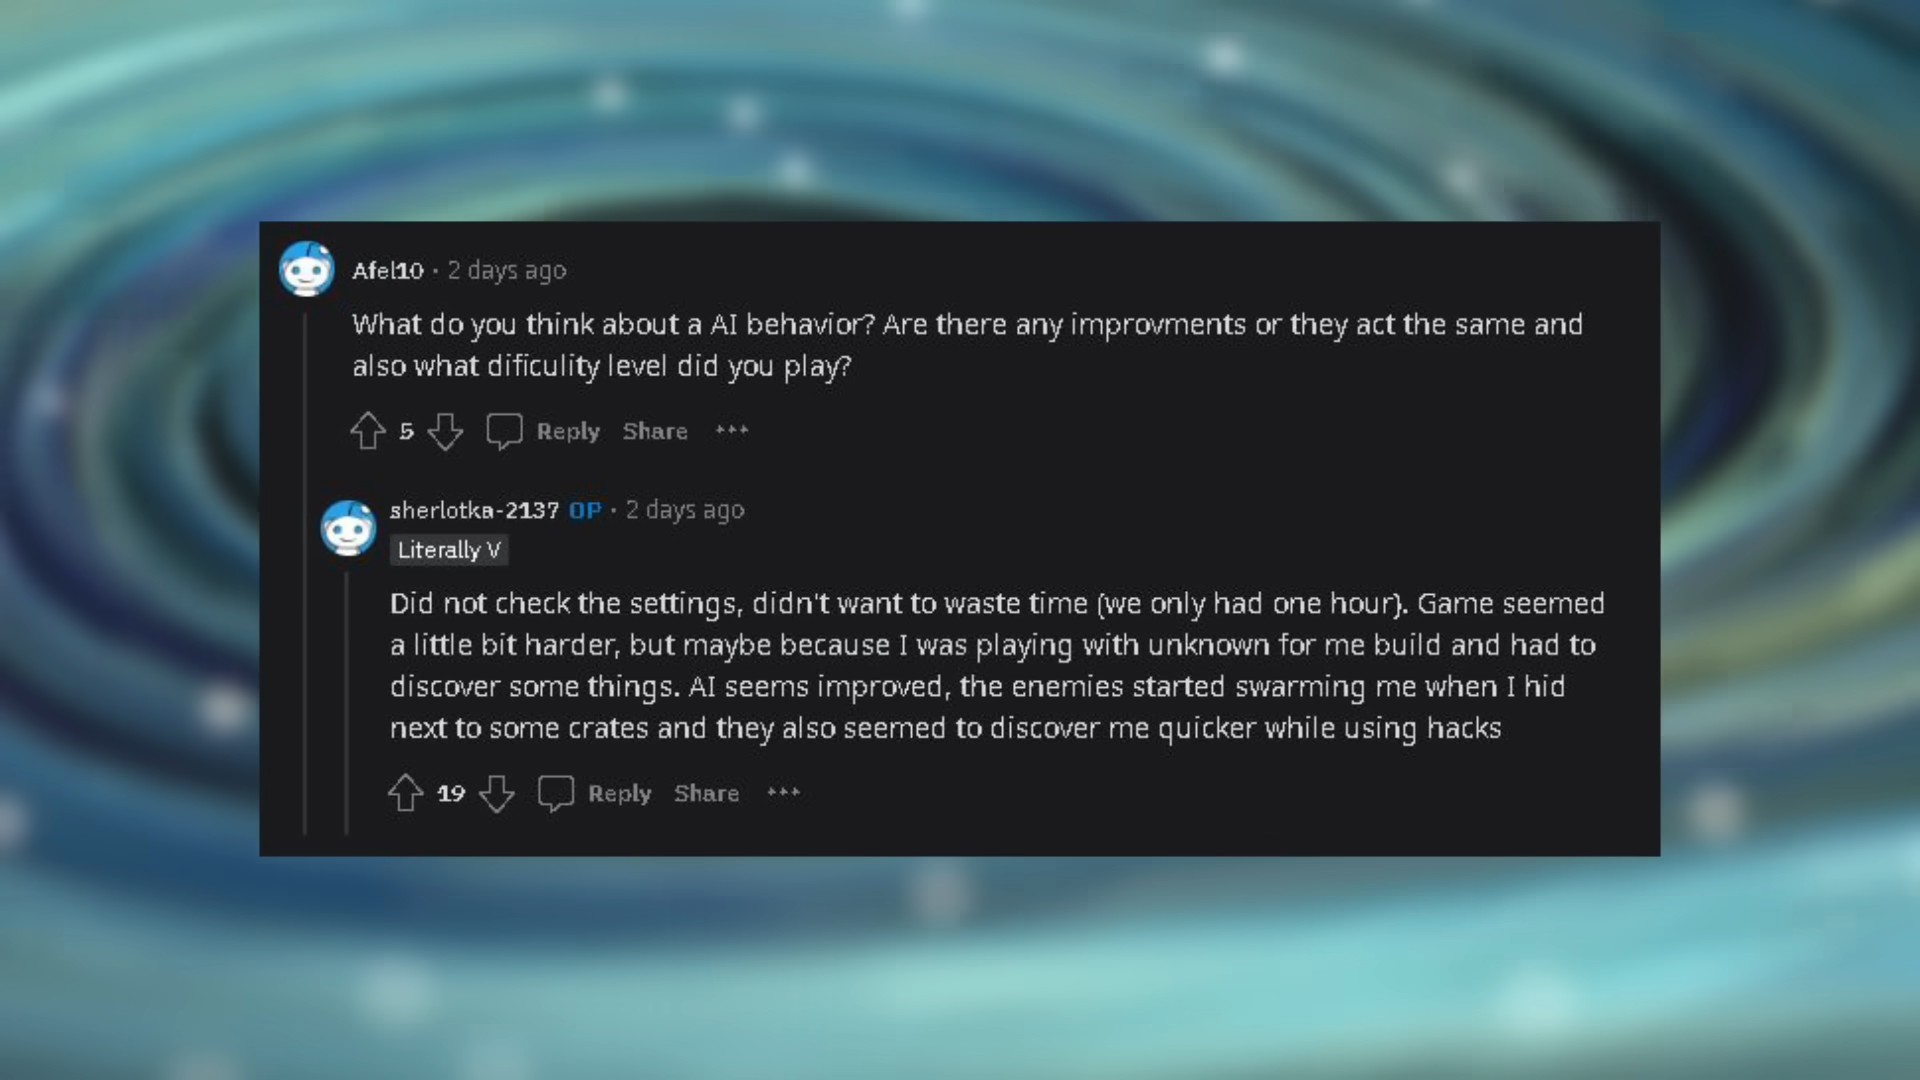 Afel10 · 2 days ago
What do you think about a AI behavior? Are there any improvments or they act the same and
also what dificulity level did you play?
5 Reply Share ···
sherlotka-2137 OP · 2 days ago
Literally V
Did not check the settings, didn't want to waste time (we only had one hour). Game seemed
a little bit harder, but maybe because I was playing with unknown for me build and had to
discover some things. AI seems improved, the enemies started swarming me when I hid
next to some crates and they also seemed to discover me quicker while using hacks
19 Reply Share ···